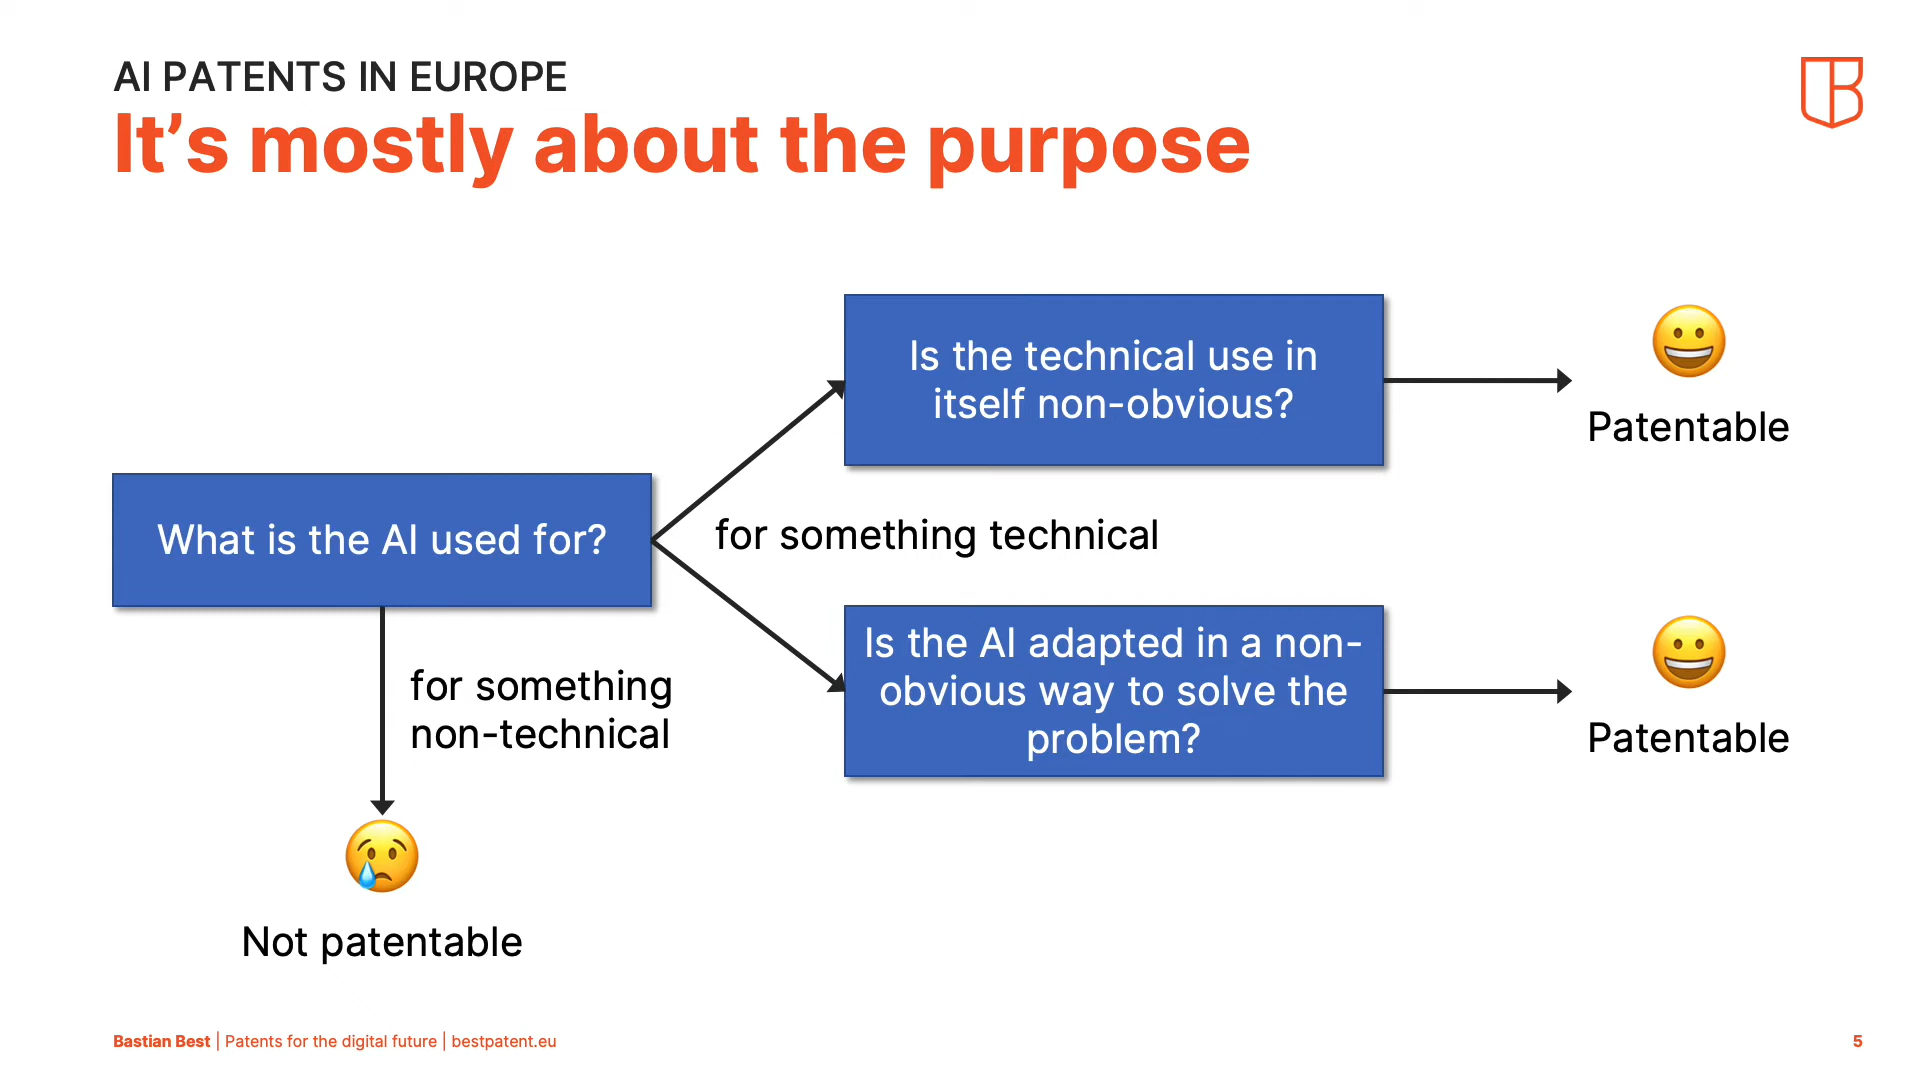 AI PATENTS IN EUROPE
It’s mostly about the purpose
Is the technical use in
itself non-obvious?
Patentable
What is the AI used for?
for something technical
Is the AI adapted in a non-
obvious way to solve the
problem?
Patentable
for something
non-technical
Not patentable
Bastian Best | Patents for the digital future | bestpatent.eu
5